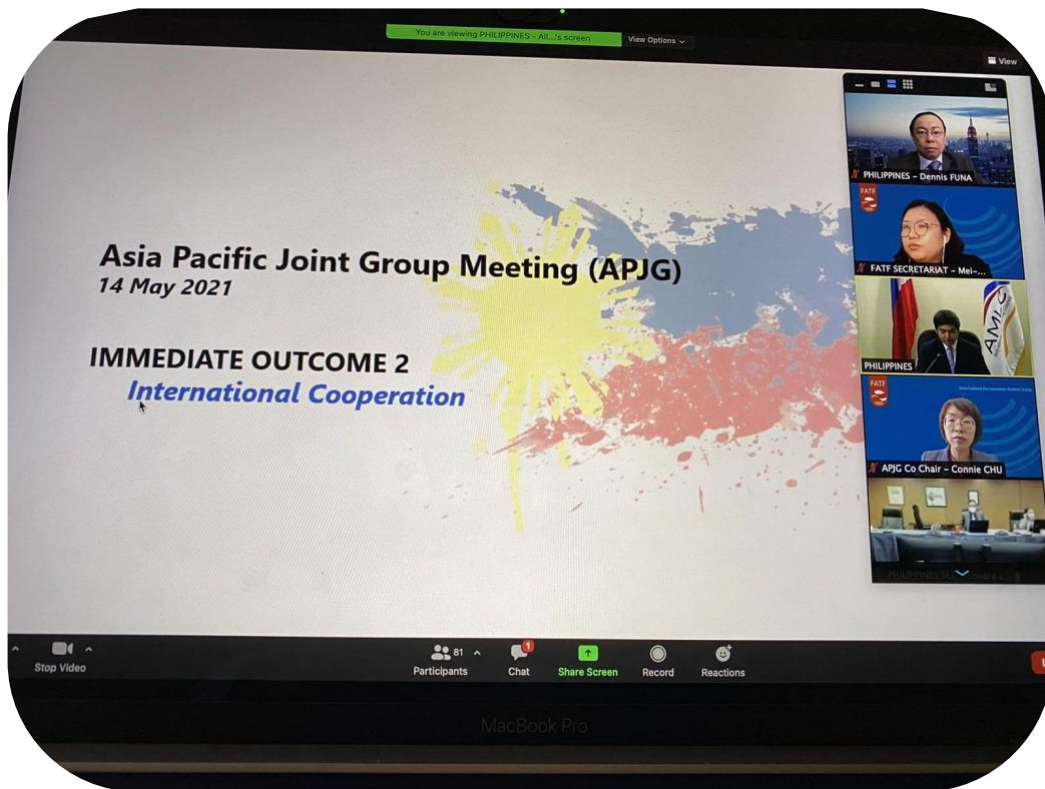 You are viewing PHILIPPINES - All...'s screen
View Options
View
PHILIPPINES - Dennis FUNA
FATF
FATF SECRETARIAT - Mei-...
AMLC
PHILIPPINES
FATF
APJG Co Chair - Connie CHU
Asia Pacific Joint Group Meeting (APJG)
14 May 2021
IMMEDIATE OUTCOME 2
International Cooperation
Stop Video
81
Participants
1
Chat
Share Screen
Record
Reactions
MacBook Pro